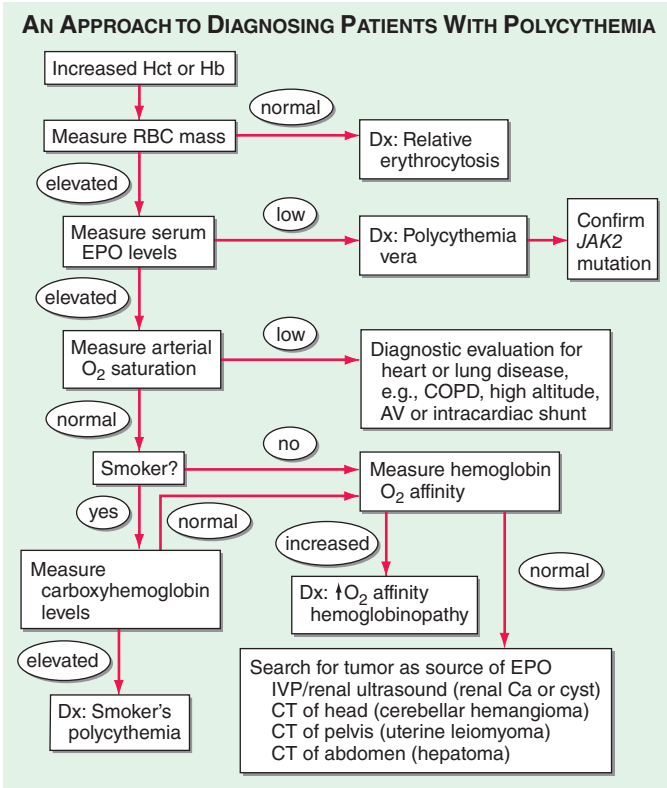 AN APPROACH TO DIAGNOSING PATIENTS WITH POLYCYTHEMIA
Increased Hct or Hb
normal
Measure RBC mass
Dx: Relative
erythrocytosis
elevated
low
Measure serum
EPO levels
Dx: Polycythemia
vera
Confirm
JAK2
mutation
elevated
low
Measure arterial
O2 saturation
Diagnostic evaluation for
heart or lung disease,
e.g., COPD, high altitude,
AV or intracardiac shunt
normal
no
Smoker?
Measure hemoglobin
O2 affinity
yes
normal
increased
normal
Measure
carboxyhemoglobin
levels
Dx: ⬆O2 affinity
hemoglobinopathy
elevated
Dx: Smoker's
polycythemia
Search for tumor as source of EPO
IVP/renal ultrasound (renal Ca or cyst)
CT of head (cerebellar hemangioma)
CT of pelvis (uterine leiomyoma)
CT of abdomen (hepatoma)